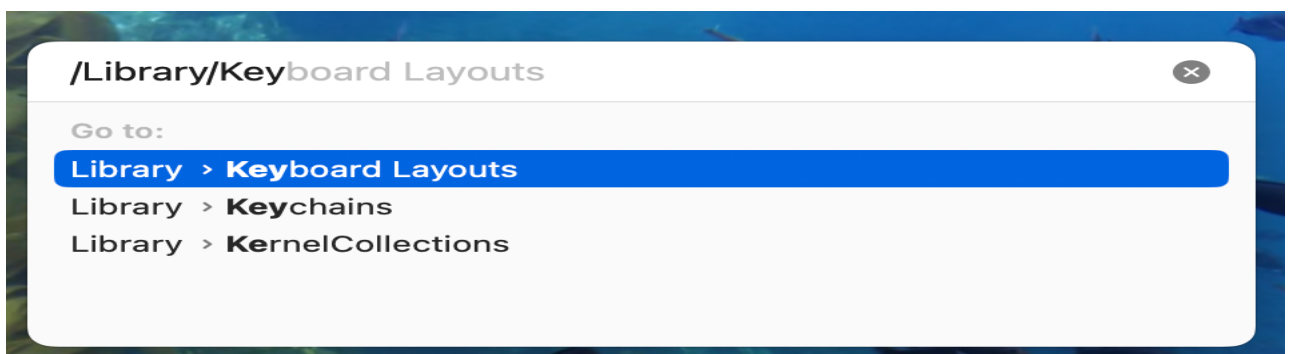 /Library/Keyboard Layouts
Go to:
Library › Keyboard Layouts
Library › Keychains
Library › KernelCollections